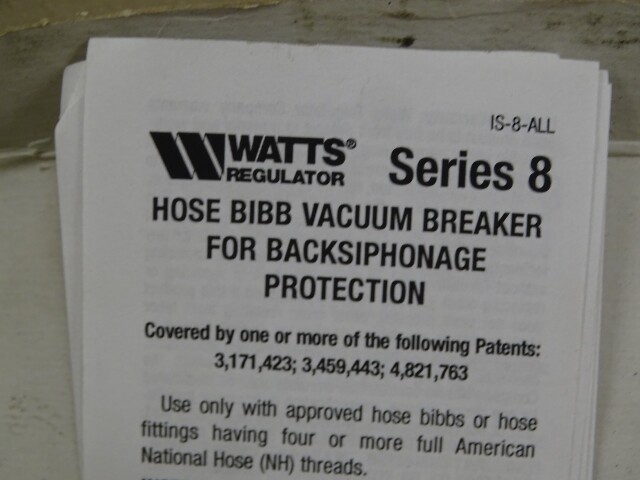 IS-8-ALL
WATTS® Series 8
REGULATOR
HOSE BIBB VACUUM BREAKER
FOR BACKSIPHONAGE
PROTECTION
Covered by one or more of the following Patents:
3,171,423; 3,459,443; 4,821,763
Use only with approved hose bibbs or hose
fittings having four or more full American
National Hose (NH) threads.